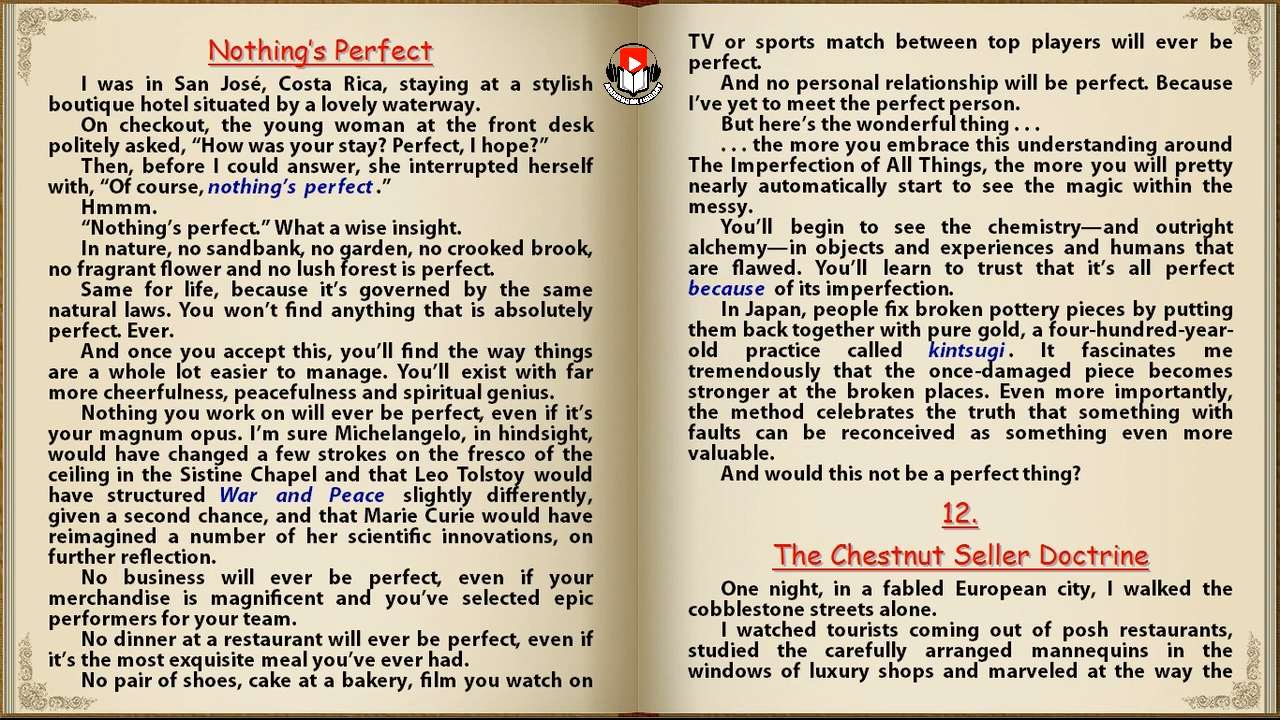 Nothing's Perfect
I was in San José, Costa Rica, staying at a stylish
boutique hotel situated by a lovely waterway.
On checkout, the young woman at the front desk
politely asked, “How was your stay? Perfect, I hope?”
Then, before I could answer, she interrupted herself
with, “Of course, nothing's perfect.”
Hmmm.
“Nothing's perfect.” What a wise insight.
In nature, no sandbank, no garden, no crooked brook,
no fragrant flower and no lush forest is perfect.
Same for life, because it's governed by the same
natural laws. You won't find anything that is absolutely
perfect. Ever.
And once you accept this, you'll find the way things
are a whole lot easier to manage. You'll exist with far
more cheerfulness, peacefulness and spiritual genius.
Nothing you work on will ever be perfect, even if it's
your magnum opus. I'm sure Michelangelo, in hindsight,
would have changed a few strokes on the fresco of the
ceiling in the Sistine Chapel and that Leo Tolstoy would
have structured War and Peace slightly differently,
given a second chance, and that Marie Curie would have
reimagined a number of her scientific innovations, on
further reflection.
No business will ever be perfect, even if your
merchandise is magnificent and you've selected epic
performers for your team.
No dinner at a restaurant will ever be perfect, even if
it's the most exquisite meal you've ever had.
No pair of shoes, cake at a bakery, film you watch on
TV or sports match between top players will ever be
perfect.
And no personal relationship will be perfect. Because
I've yet to meet the perfect person.
But here's the wonderful thing . . .
. . . the more you embrace this understanding around
The Imperfection of All Things, the more you will pretty
nearly automatically start to see the magic within the
messy.
You'll begin to see the chemistry—and outright
alchemy—in objects and experiences and humans that
are flawed. You'll learn to trust that it's all perfect
because of its imperfection.
In Japan, people fix broken pottery pieces by putting
them back together with pure gold, a four-hundred-year-
old practice called kintsugi. It fascinates me
tremendously that the once-damaged piece becomes
stronger at the broken places. Even more importantly,
the method celebrates the truth that something with
faults can be reconceived as something even more
valuable.
And would this not be a perfect thing?
12.
The Chestnut Seller Doctrine
One night, in a fabled European city, I walked the
cobblestone streets alone.
I watched tourists coming out of posh restaurants,
studied the carefully arranged mannequins in the
windows of luxury shops and marveled at the way the